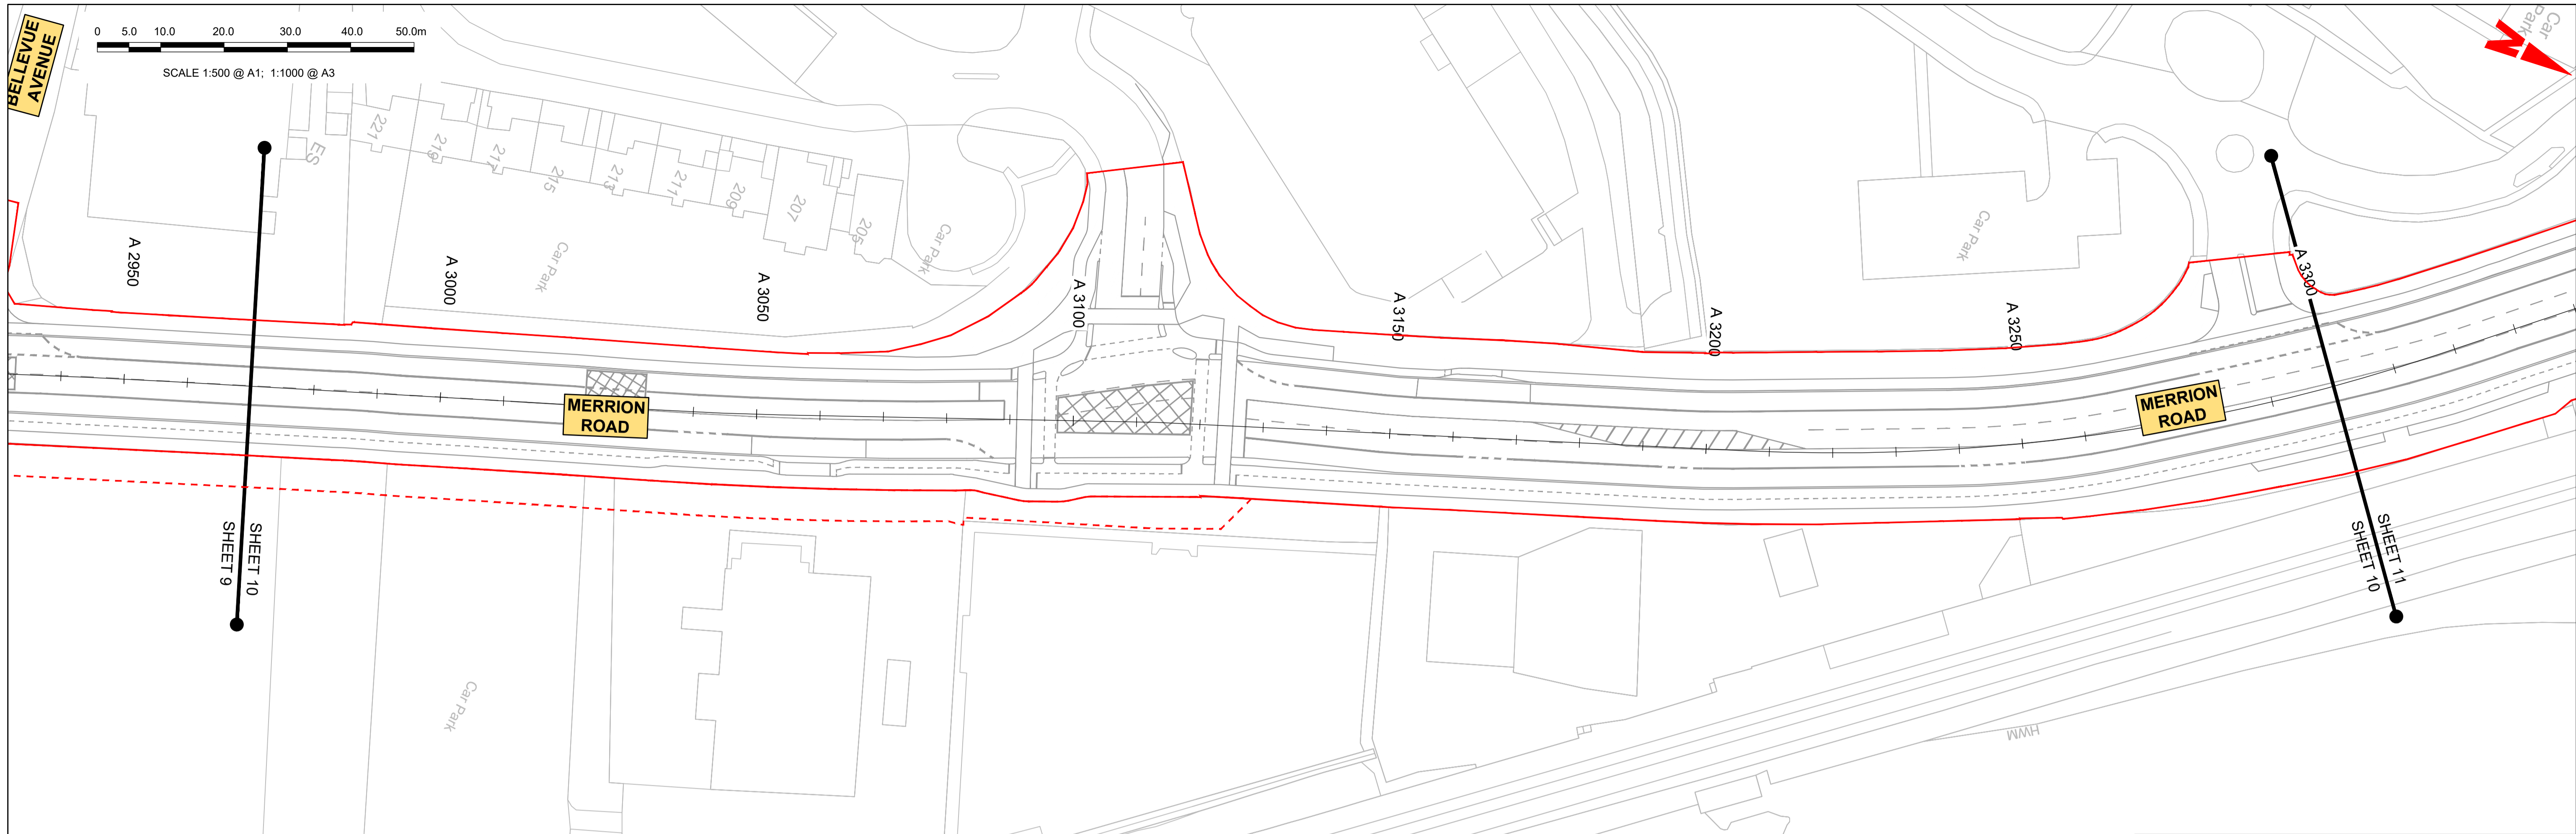 BELLEVUE
AVENUE
0 5.0 10.0 20.0 30.0 40.0 50.0m
SCALE 1:500 @ A1; 1:1000 @ A3
N
Car
Park
221
219
217
215
213
211
209
207
205
ES
Car Park
Car Park
Car Park
A 2950
A 3000
A 3050
A 3100
A 3150
A 3200
A 3250
A 3300
MERRION
ROAD
MERRION
ROAD
SHEET 10
SHEET 9
SHEET 11
SHEET 10
Car Park
HWM